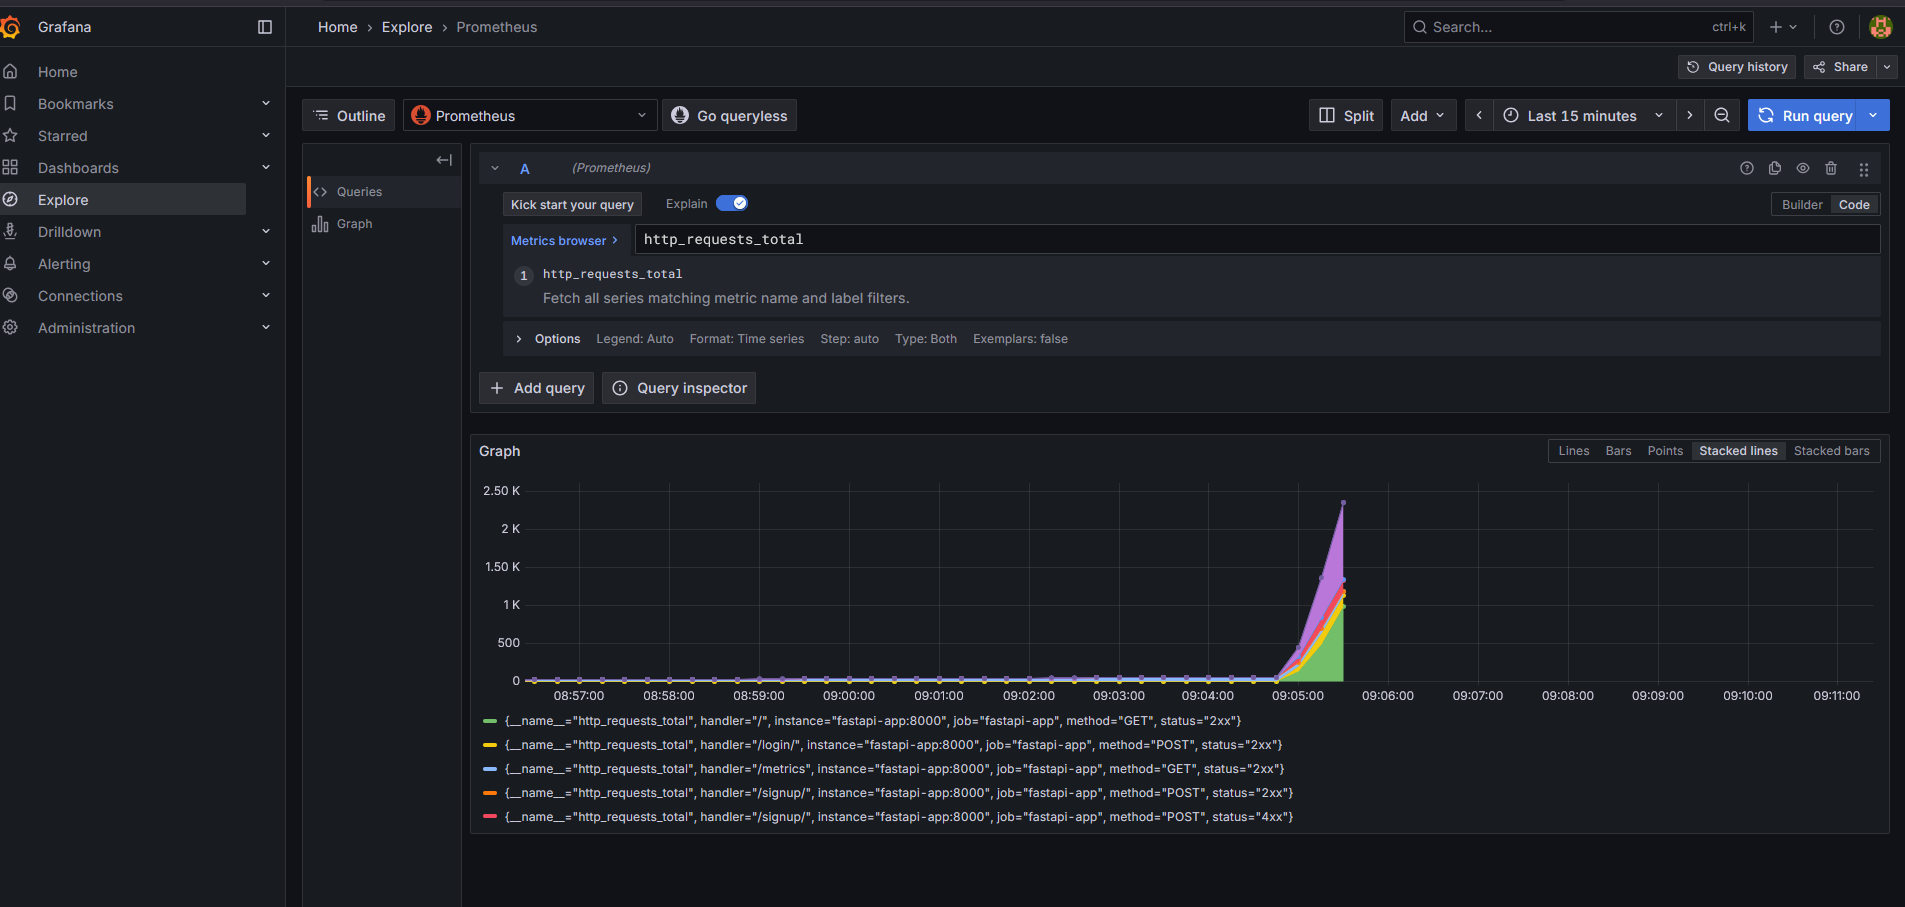 Grafana
Home › Explore › Prometheus
Search...
ctrl+k
Home
Bookmarks
Starred
Dashboards
Explore
Drilldown
Alerting
Connections
Administration
Query history
Share
Outline
Prometheus
Go queryless
Split
Add
Last 15 minutes
Run query
Queries
Graph
A
(Prometheus)
Kick start your query
Explain
Builder
Code
Metrics browser ›
http_requests_total
1
http_requests_total
Fetch all series matching metric name and label filters.
Options
Legend: Auto
Format: Time series
Step: auto
Type: Both
Exemplars: false
+ Add query
Query inspector
Graph
Lines
Bars
Points
Stacked lines
Stacked bars
2.50 K
2 K
1.50 K
1 K
500
0
08:57:00
08:58:00
08:59:00
09:00:00
09:01:00
09:02:00
09:03:00
09:04:00
09:05:00
09:06:00
09:07:00
09:08:00
09:09:00
09:10:00
09:11:00
{__name__="http_requests_total", handler="/", instance="fastapi-app:8000", job="fastapi-app", method="GET", status="2xx"}
{__name__="http_requests_total", handler="/login/", instance="fastapi-app:8000", job="fastapi-app", method="POST", status="2xx"}
{__name__="http_requests_total", handler="/metrics", instance="fastapi-app:8000", job="fastapi-app", method="GET", status="2xx"}
{__name__="http_requests_total", handler="/signup/", instance="fastapi-app:8000", job="fastapi-app", method="POST", status="2xx"}
{__name__="http_requests_total", handler="/signup/", instance="fastapi-app:8000", job="fastapi-app", method="POST", status="4xx"}